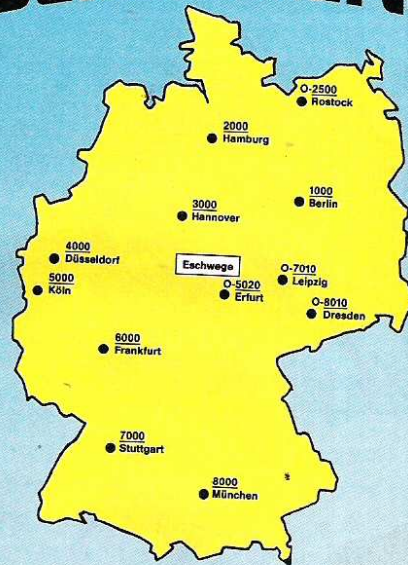 O-2500
Rostock
2000
Hamburg
3000
Hannover
1000
Berlin
4000
Düsseldorf
Eschwege
5000
Köln
O-5020
Erfurt
O-7010
Leipzig
O-8010
Dresden
6000
Frankfurt
7000
Stuttgart
8000
München